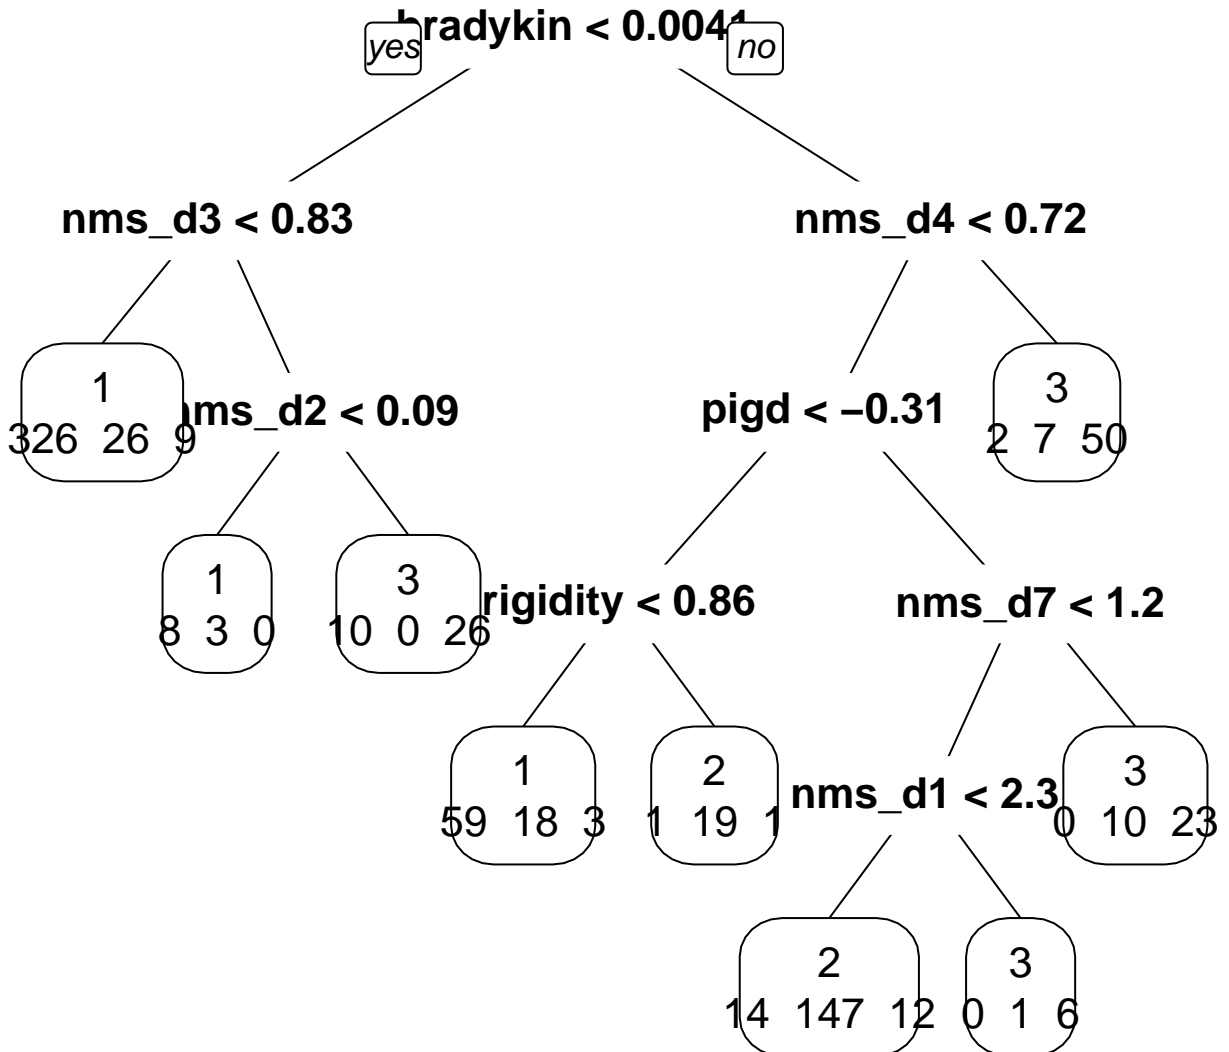 bradykin < 0.0041
yes
no
nms_d3 < 0.83
nms_d4 < 0.72
1
326 26 9
nms_d2 < 0.09
pigd < −0.31
3
2 7 50
1
8 3 0
3
10 0 26
rigidity < 0.86
nms_d7 < 1.2
1
59 18 3
2
1 19 1
nms_d1 < 2.3
3
0 10 23
2
14 147 12
3
0 1 6